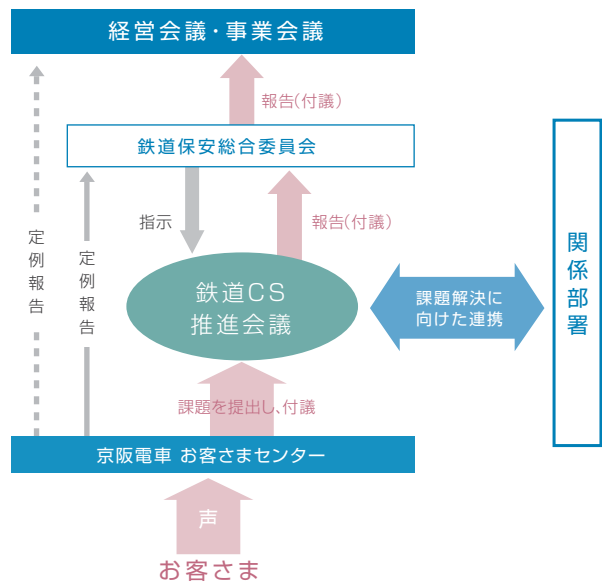 経営会議・事業会議
報告(付議)
鉄道保安総合委員会
指示
報告(付議)
定例報告
定例報告
鉄道CS
推進会議
課題解決に
向けた連携
関係部署
課題を提出し、付議
京阪電車 お客さまセンター
声
お客さま